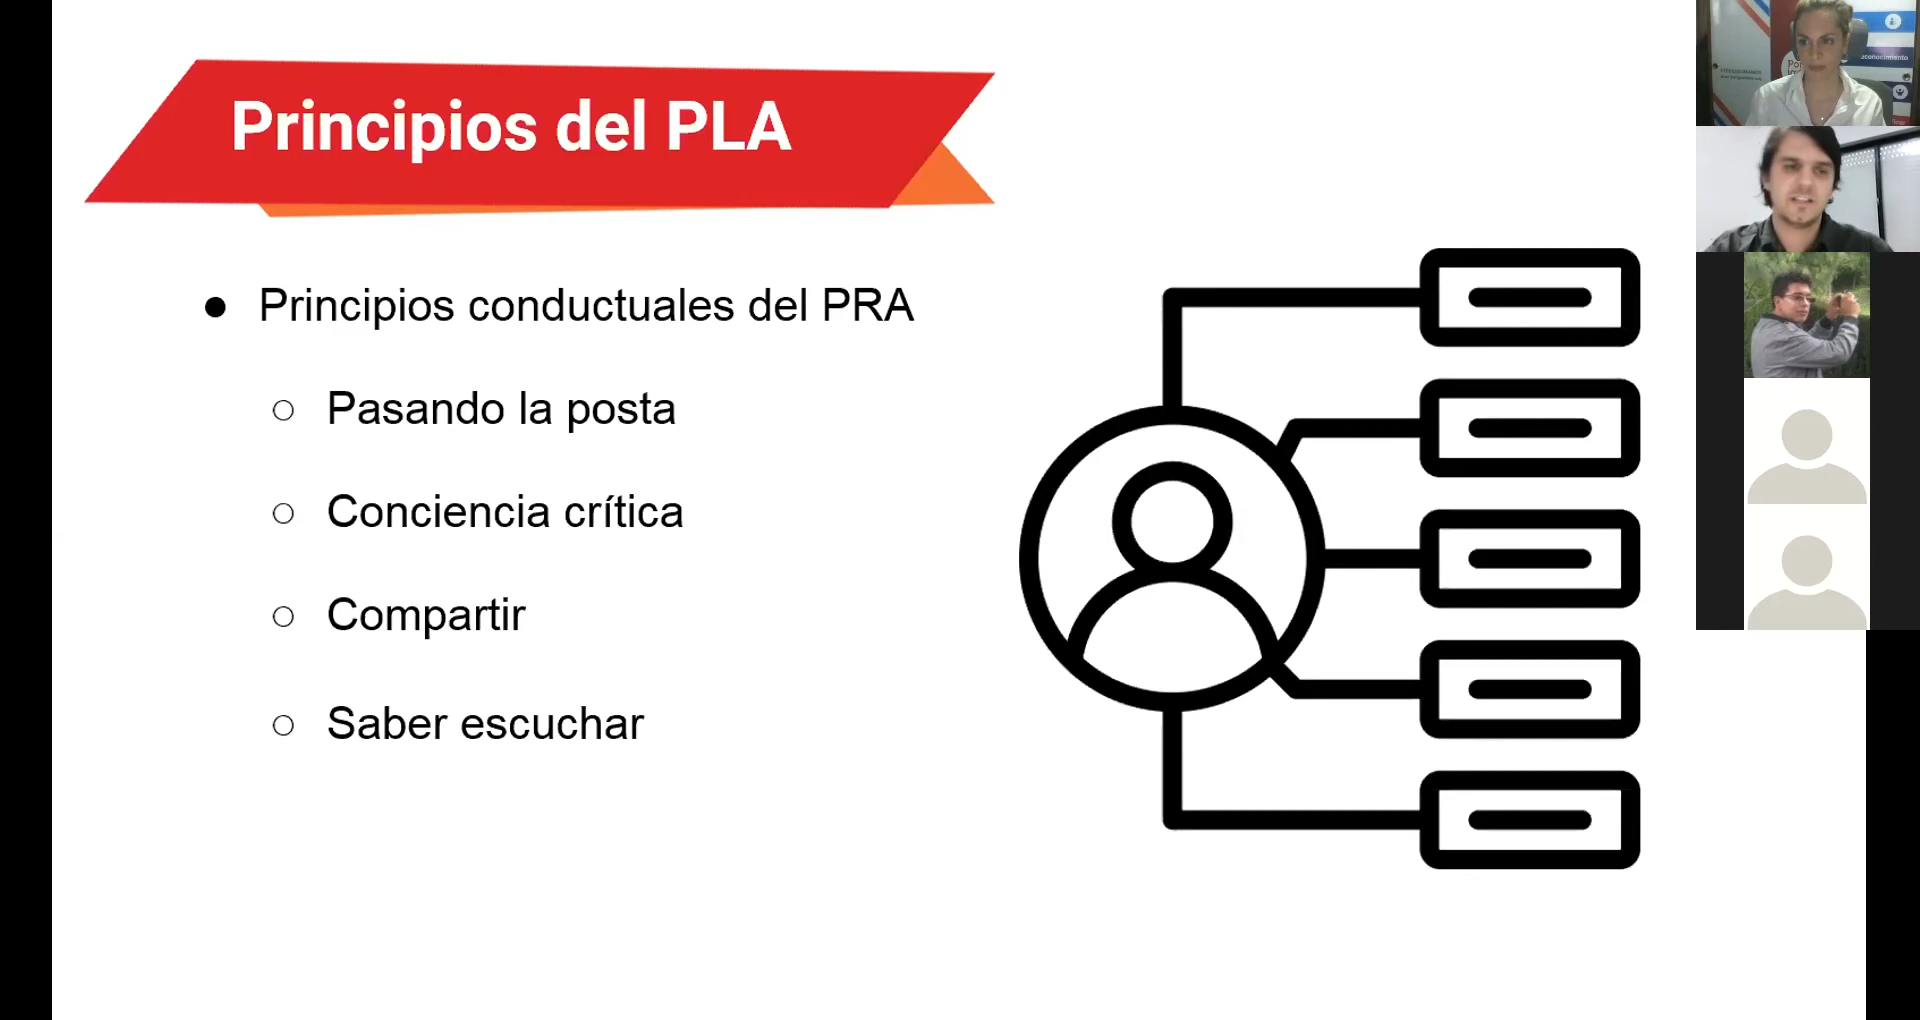 Principios del PLA
● Principios conductuales del PRA
○ Pasando la posta
○ Conciencia crítica
○ Compartir
○ Saber escuchar